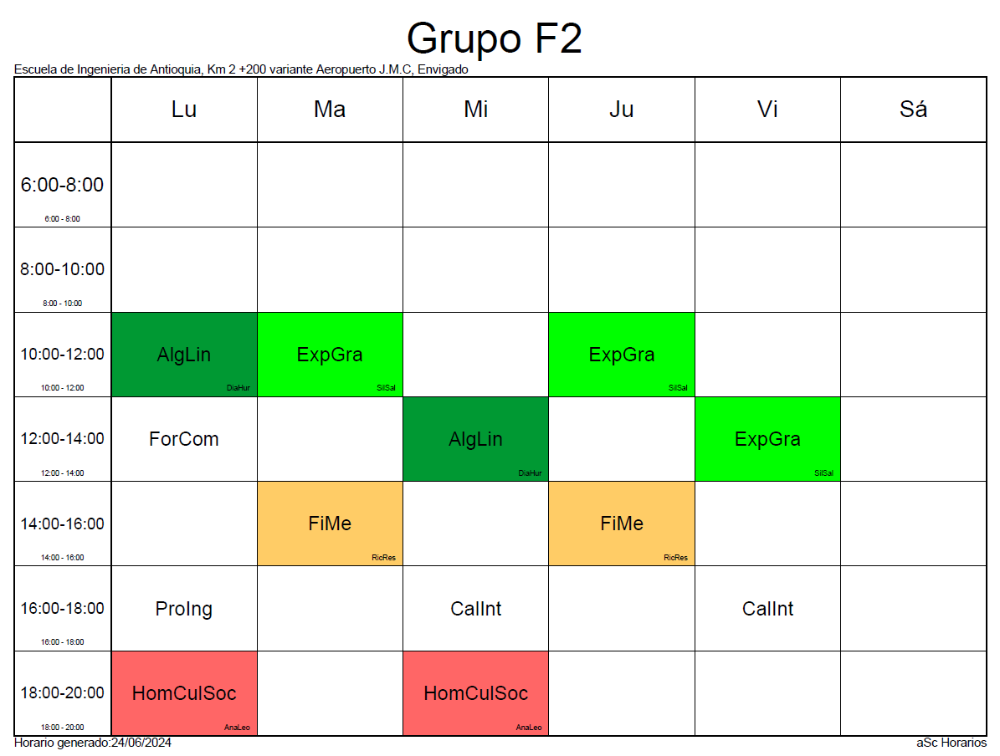 Grupo F2
Escuela de Ingenieria de Antioquia, Km 2 +200 variante Aeropuerto J.M.C, Envigado
Lu Ma Mi Ju Vi Sá
6:00-8:00
6:00 - 8:00
8:00-10:00
8:00 - 10:00
10:00-12:00 AlgLin ExpGra ExpGra
10:00 - 12:00 DiaHur SilSal SilSal
12:00-14:00 ForCom AlgLin ExpGra
12:00 - 14:00 DiaHur SilSal
14:00-16:00 FiMe FiMe
14:00 - 16:00 RicRes RicRes
16:00-18:00 ProIng CalInt CalInt
16:00 - 18:00
18:00-20:00 HomCulSoc HomCulSoc
18:00 - 20:00 AnaLeo AnaLeo
Horario generado:24/06/2024 aSc Horarios